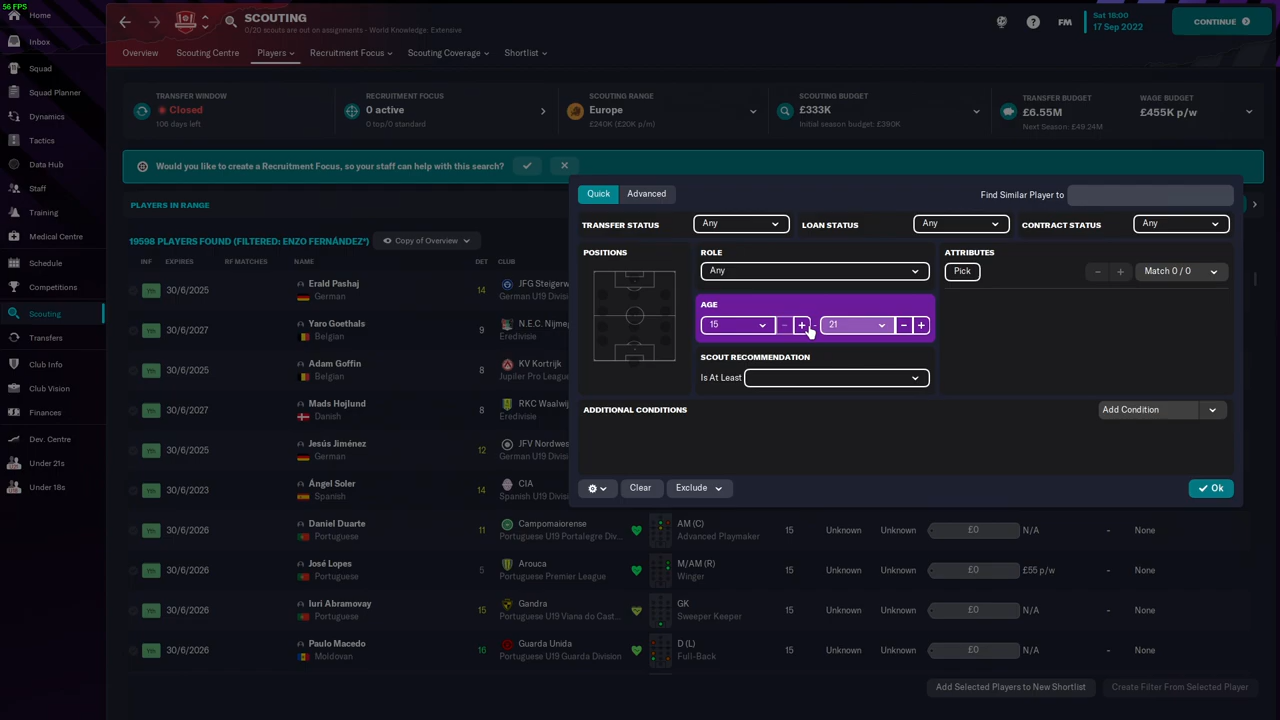 56 FPS
Home
Inbox
Squad
Squad Planner
Dynamics
Tactics
Data Hub
Staff
Training
Medical Centre
Schedule
Competitions
Scouting
Transfers
Club Info
Club Vision
Finances
Dev. Centre
Under 21s
Under 18s
SCOUTING
0/20 scouts are out on assignments - World Knowledge: Extensive
FM
Sat 18:00
17 Sep 2022
CONTINUE
Overview
Scouting Centre
Players
Recruitment Focus
Scouting Coverage
Shortlist
TRANSFER WINDOW
Closed
106 days left
RECRUITMENT FOCUS
0 active
0 top/0 standard
SCOUTING RANGE
Europe
£240K (£20K p/m)
SCOUTING BUDGET
£333K
Initial season budget: £390K
TRANSFER BUDGET
£6.55M
Next Season: £49.24M
WAGE BUDGET
£455K p/w
Would you like to create a Recruitment Focus, so your staff can help with this search?
PLAYERS IN RANGE
19598 PLAYERS FOUND (FILTERED: ENZO FERNÁNDEZ*)
Copy of Overview
INF EXPIRES RF MATCHES NAME DET CLUB
30/6/2025 Erald Pashaj 14 JFG Steigerw
German German U19 Divis
30/6/2027 Yaro Goethals 9 N.E.C. Nijmeg
Belgian Eredivisie
30/6/2025 Adam Goffin 8 KV Kortrijk
Belgian Jupiler Pro Leagu
30/6/2027 Mads Hojlund 8 RKC Waalwij
Danish Eredivisie
30/6/2025 Jesús Jiménez 12 JFV Nordwes
German German U19 Divis
30/6/2023 Ángel Soler 14 CIA
Spanish Spanish U19 Divi
30/6/2026 Daniel Duarte 11 Campomaiorense AM (C) 15 Unknown Unknown £0 N/A - None
Portuguese Portuguese U19 Portalegre Div... Advanced Playmaker
30/6/2026 José Lopes 5 Arouca M/AM (R) 15 Unknown Unknown £0 £55 p/w - None
Portuguese Portuguese Premier League Winger
30/6/2026 Iuri Abramovay 15 Gandra GK 15 Unknown Unknown £0 N/A - None
Portuguese Portuguese U19 Viana do Cast... Sweeper Keeper
30/6/2026 Paulo Macedo 16 Guarda Unida D (L) 15 Unknown Unknown £0 N/A - None
Moldovan Portuguese U19 Guarda Division Full-Back
Quick
Advanced
Find Similar Player to
TRANSFER STATUS Any
LOAN STATUS Any
CONTRACT STATUS Any
POSITIONS
ROLE
Any
ATTRIBUTES
Pick
Match 0 / 0
AGE
15 - + - 21 - +
SCOUT RECOMMENDATION
Is At Least
ADDITIONAL CONDITIONS
Add Condition
Clear
Exclude
Ok
Add Selected Players to New Shortlist
Create Filter From Selected Player